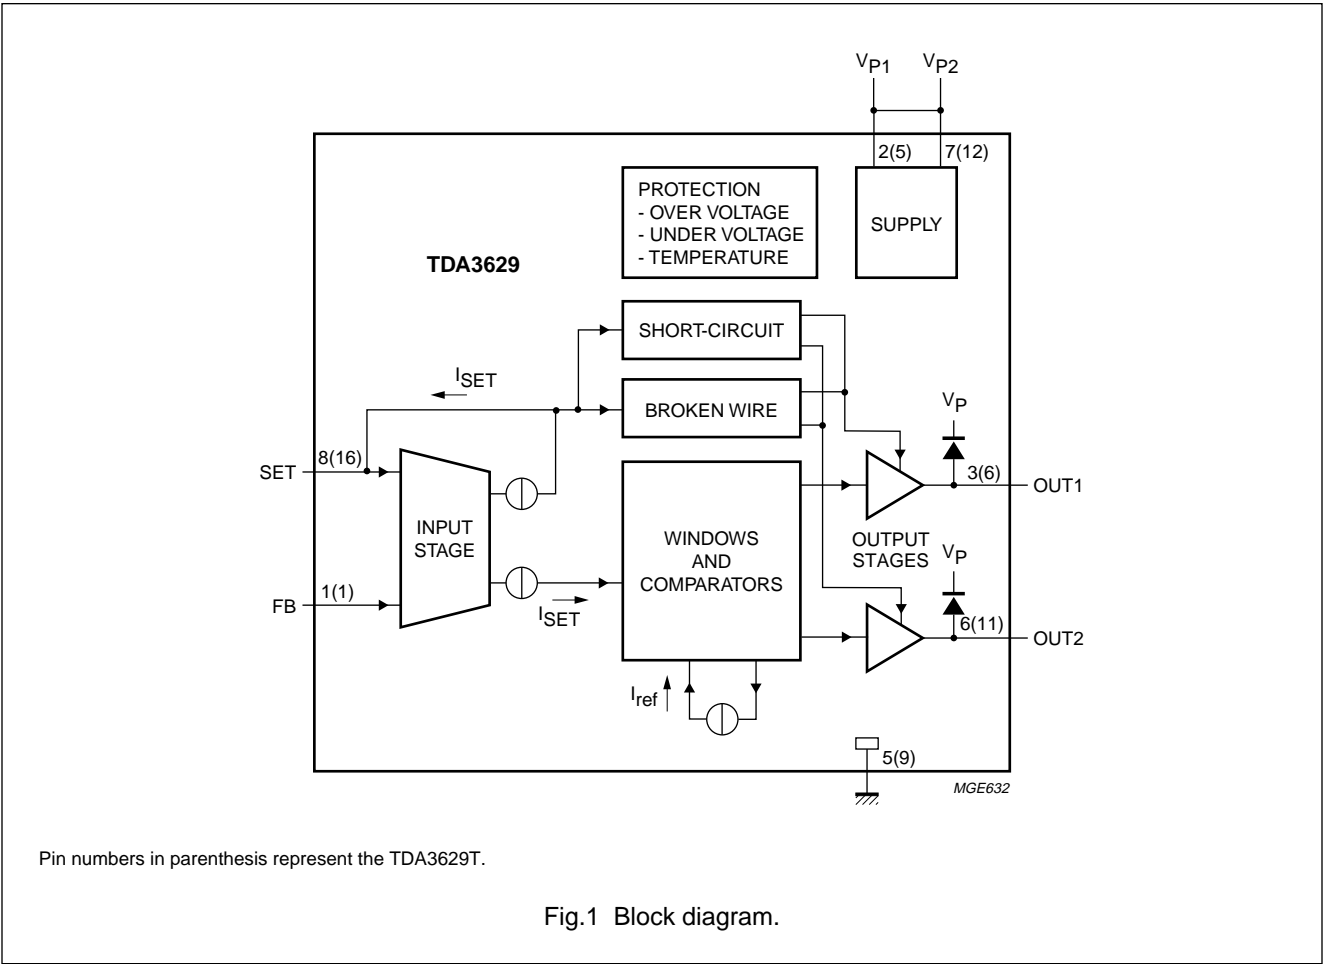 VP1
VP2
2(5)
7(12)
PROTECTION
- OVER VOLTAGE
- UNDER VOLTAGE
- TEMPERATURE
SUPPLY
TDA3629
SHORT-CIRCUIT
ISET
BROKEN WIRE
VP
SET
8(16)
3(6)
OUT1
INPUT
STAGE
WINDOWS
AND
COMPARATORS
OUTPUT
STAGES
VP
FB
1(1)
ISET
6(11)
OUT2
Iref
5(9)
MGE632
Pin numbers in parenthesis represent the TDA3629T.
Fig.1 Block diagram.